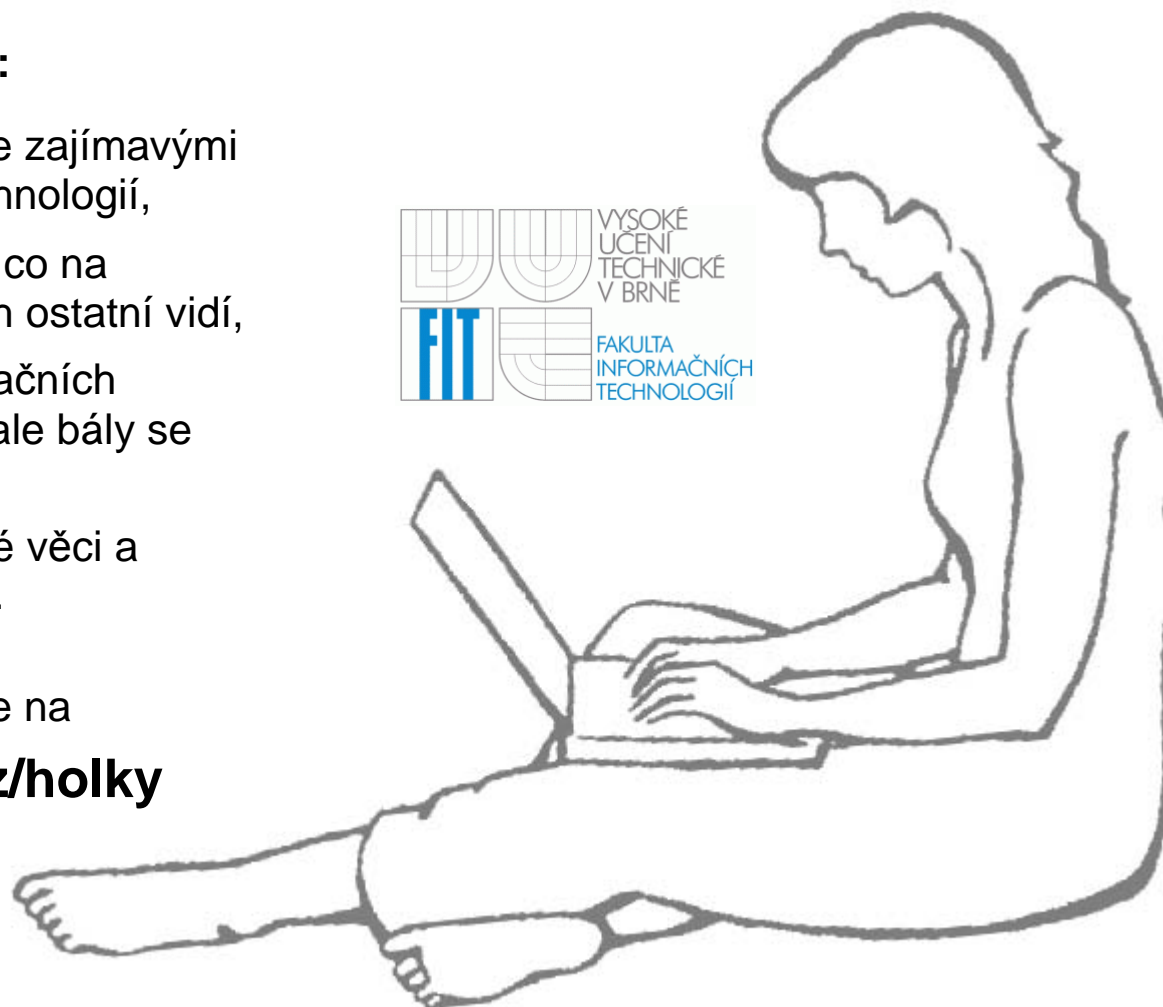 :
e zajímavými
hnologií,
co na
n ostatní vidí,
ačních
ale bály se
é věci a
.
e na
z/holky
VYSOKÉ
UČENÍ
TECHNICKÉ
V BRNĚ
FIT
FAKULTA
INFORMAČNÍCH
TECHNOLOGIÍ